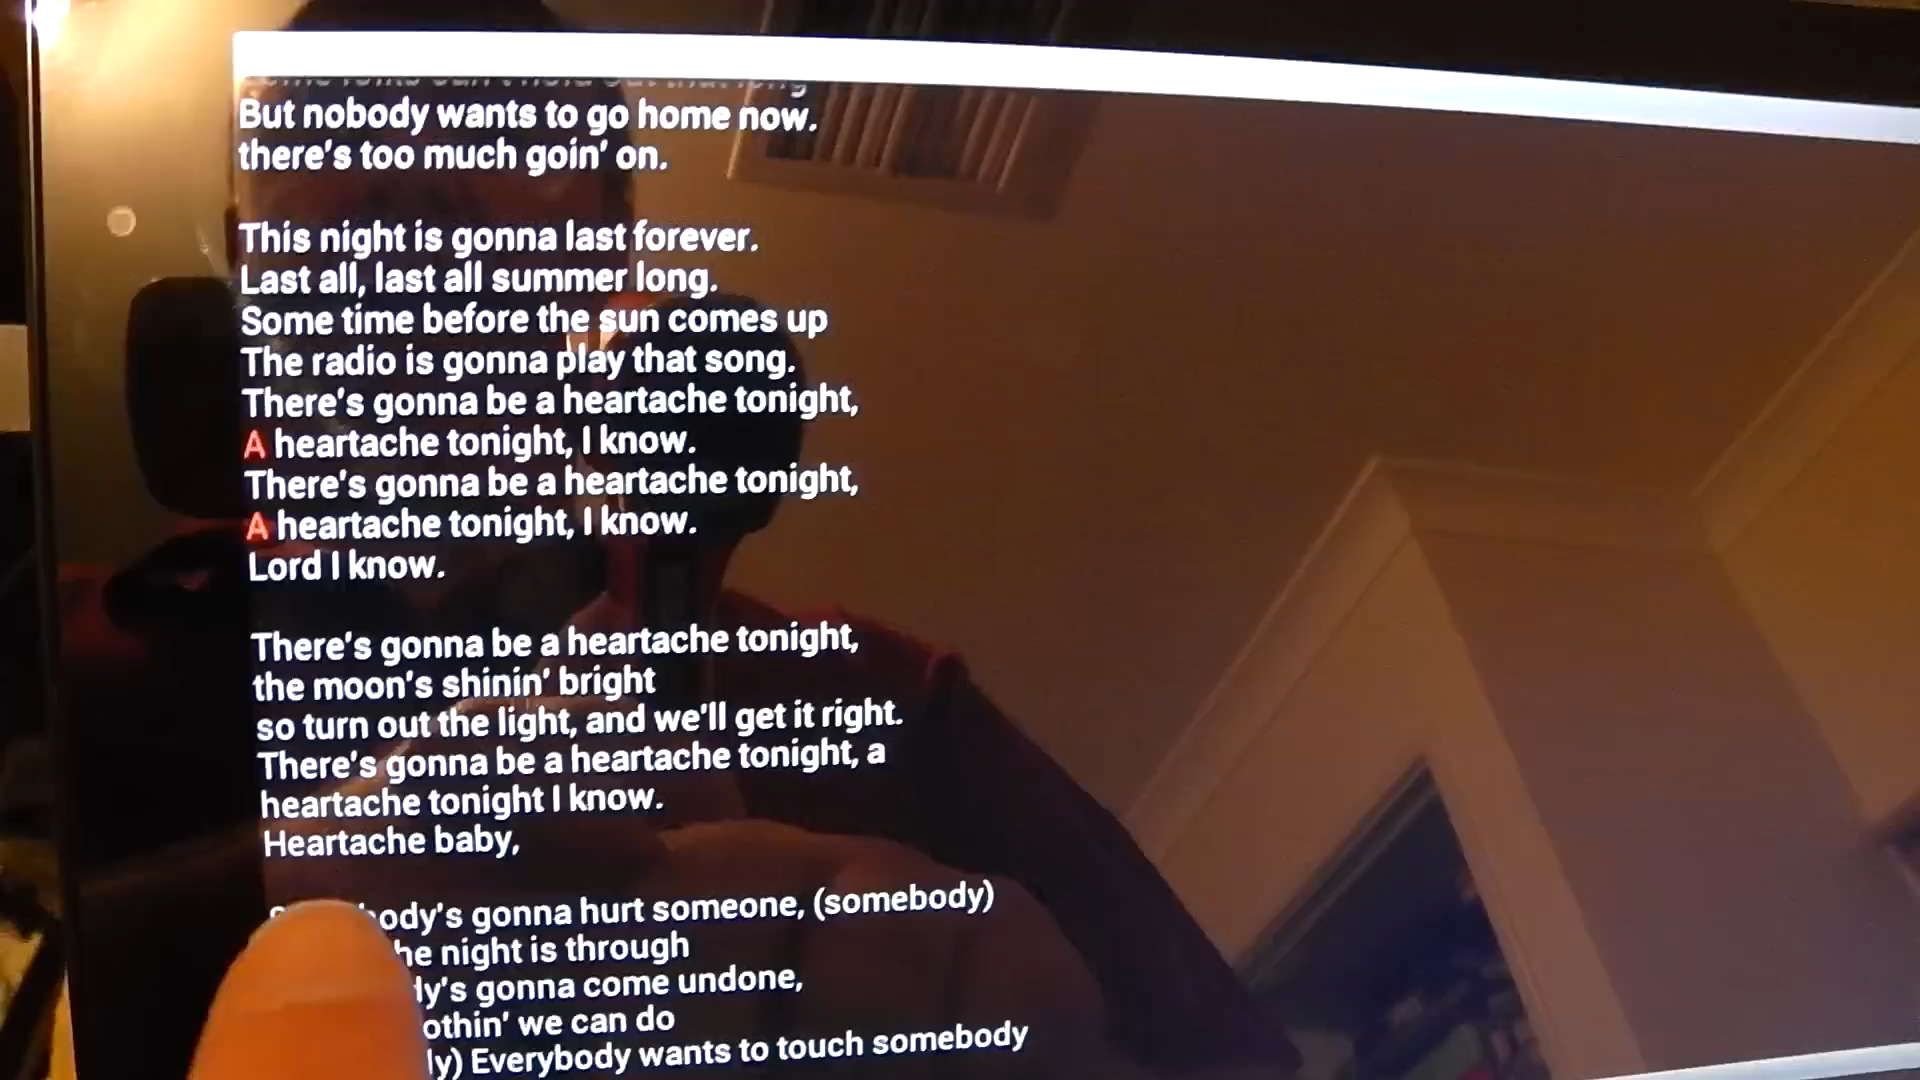 But nobody wants to go home now.
there's too much goin' on.
This night is gonna last forever.
Last all, last all summer long.
Some time before the sun comes up
The radio is gonna play that song.
There's gonna be a heartache tonight,
A heartache tonight, I know.
There's gonna be a heartache tonight,
A heartache tonight, I know.
Lord I know.
There's gonna be a heartache tonight,
the moon's shinin' bright
so turn out the light, and we'll get it right.
There's gonna be a heartache tonight, a
heartache tonight I know.
Heartache baby,
gonna hurt someone, (somebody)
night is through
gonna come undone,
we can do
Everybody wants to touch somebody